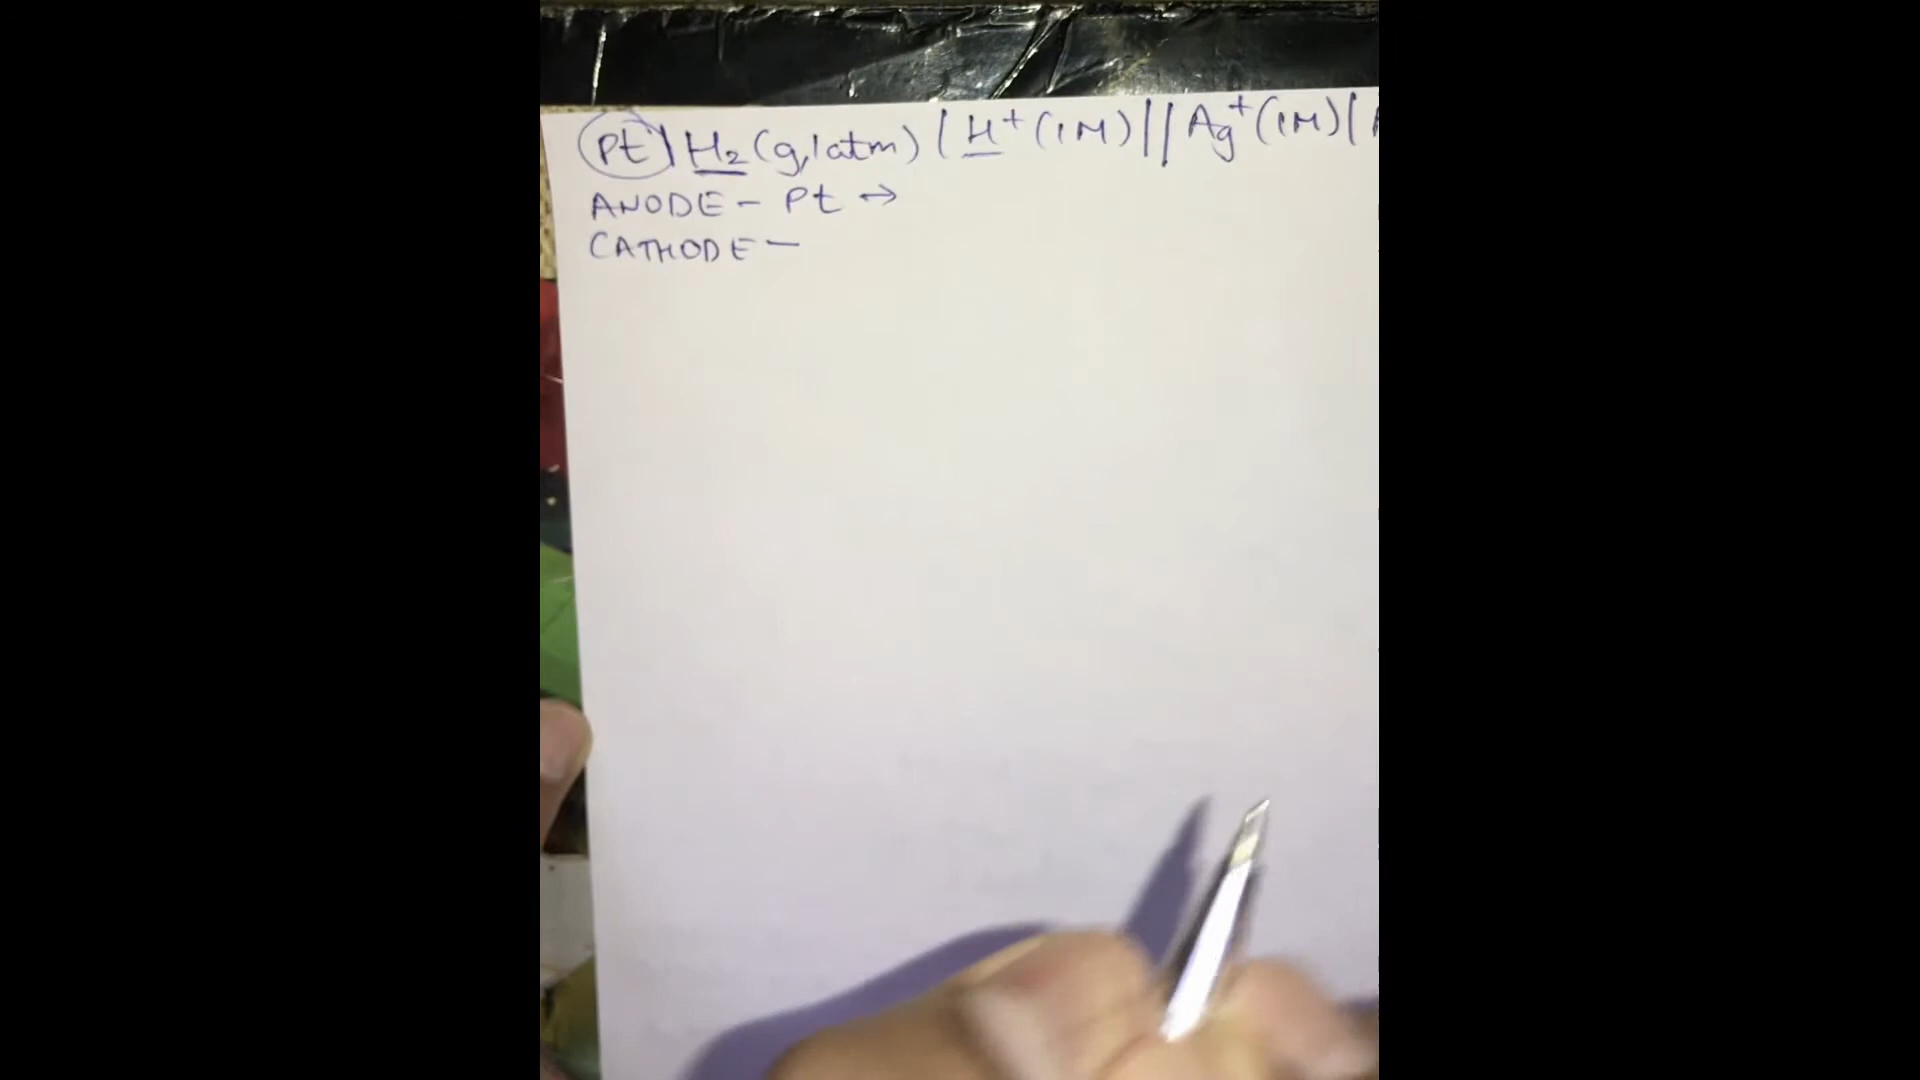 Pt | H₂ (g, 1atm) | H⁺ (1M) || Ag⁺ (1M) |
ANODE - Pt →
CATHODE -